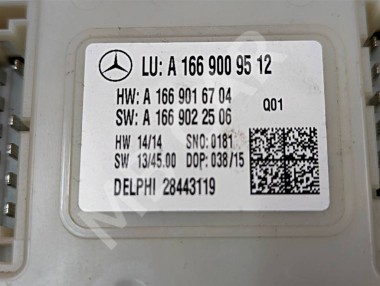 LU: A 166 900 95 12
HW: A 166 901 67 04
SW: A 166 902 25 06
Q01
HW 14/14 SNO: 0181
SW 13/45.00 DOP: 038/15
DELPHI 28443119